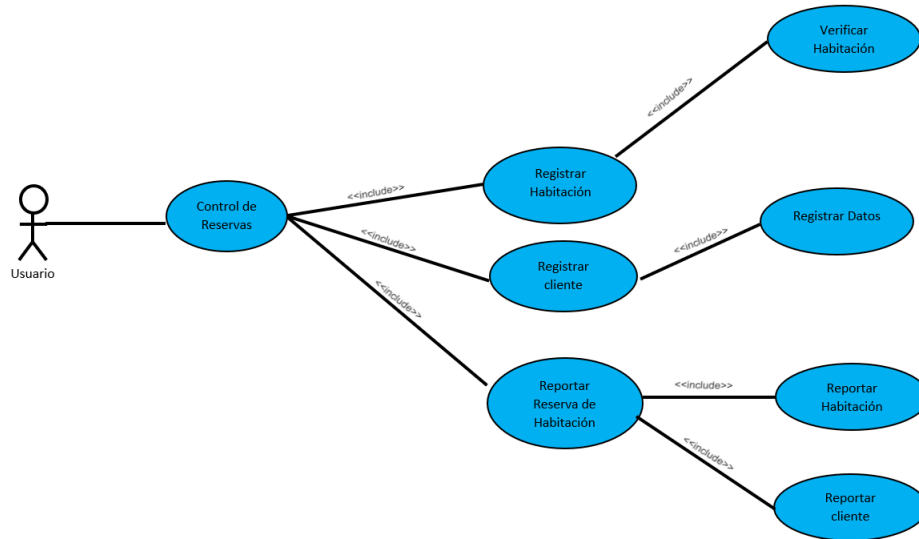 Verificar
Habitación
<<include>>
Registrar
Habitación
<<include>>
Control de
Reservas
Registrar Datos
<<include>>
<<include>>
Registrar
cliente
Usuario
<<include>>
Reportar
Reserva de
Habitación
<<include>>
Reportar
Habitación
<<include>>
Reportar
cliente